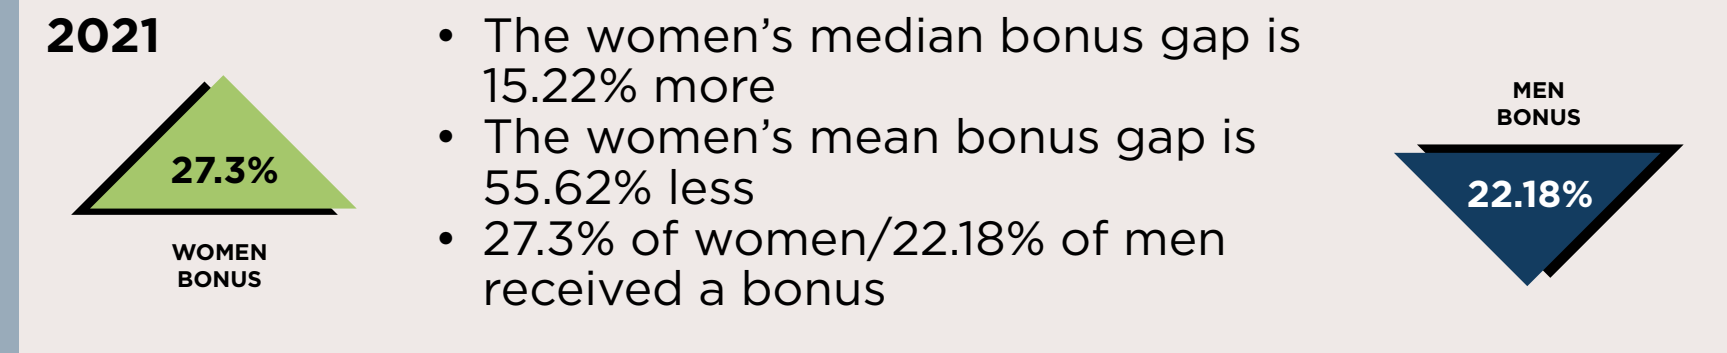 2021
27.3%
WOMEN
BONUS
• The women's median bonus gap is
15.22% more
• The women's mean bonus gap is
55.62% less
• 27.3% of women/22.18% of men
received a bonus
MEN
BONUS
22.18%